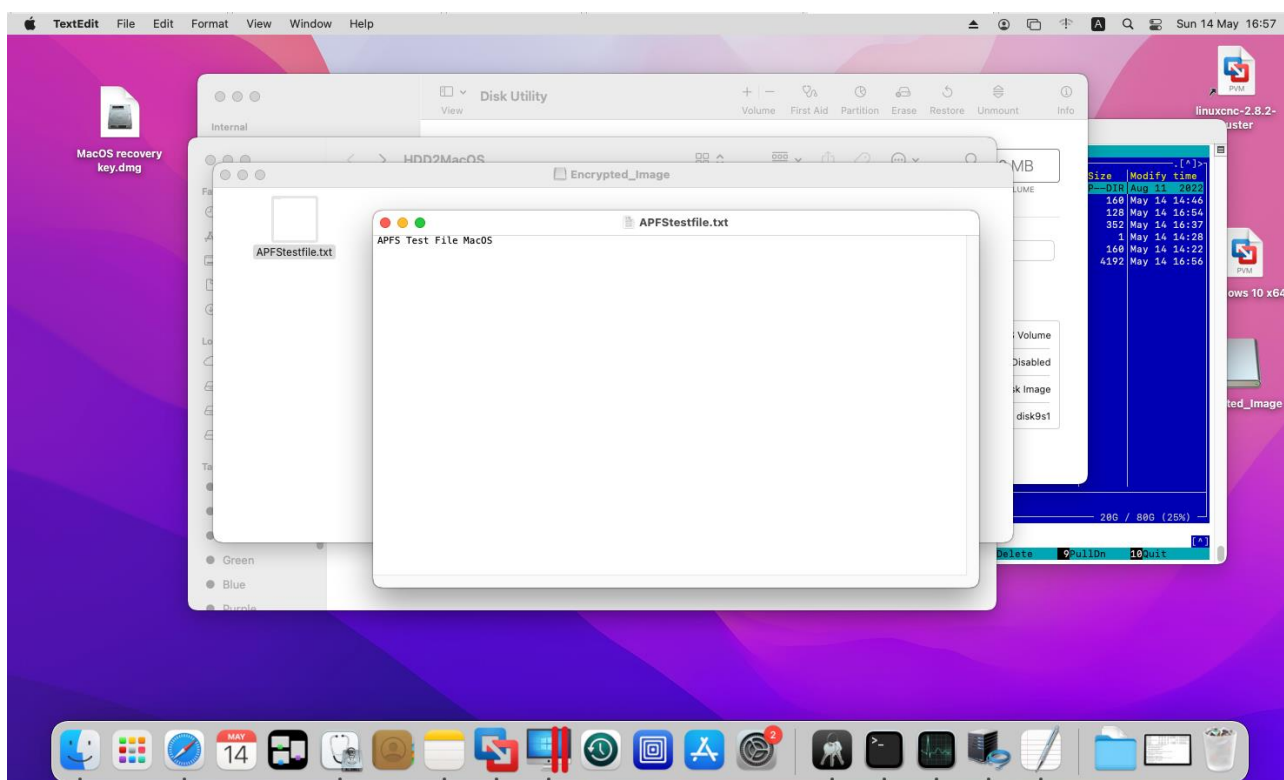 TextEdit File Edit Format View Window Help
A
Sun 14 May 16:57
MacOS recovery
key.dmg
Disk Utility
View
Volume First Aid Partition Erase Restore Unmount Info
Internal
HDD2MacOS
MB
Encrypted_Image
APFStestfile.txt
APFStestfile.txt
APFS Test File MacOS
Volume
Disabled
Image
disk9s1
Green
Blue
Purple
.[^]>
Size Modify time
P--DIR Aug 11 2022
160 May 14 14:46
128 May 14 16:54
352 May 14 16:37
1 May 14 14:28
160 May 14 14:22
4192 May 14 16:56
20G / 80G (25%)
[^]
Delete 9PullDn 10Quit
PVM
linuxcnc-2.8.2-
PVM
10 x64
ted_Image
MAY
14
2